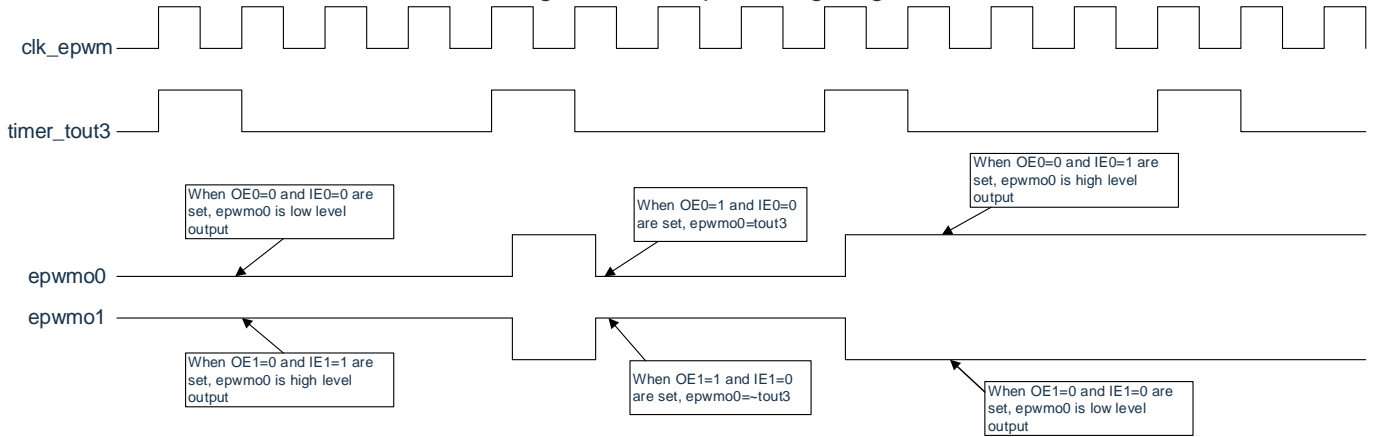 clk_epwm
timer_tout3
When OE0=0 and IE0=1 are
set, epwmo0 is high level
output
When OE0=0 and IE0=0 are
set, epwmo0 is low level
output
When OE0=1 and IE0=0
are set, epwmo0=tout3
epwmo0
epwmo1
When OE1=0 and IE1=1 are
set, epwmo0 is high level
output
When OE1=1 and IE1=0
are set, epwmo0=~tout3
When OE1=0 and IE1=0 are
set, epwmo0 is low level
output